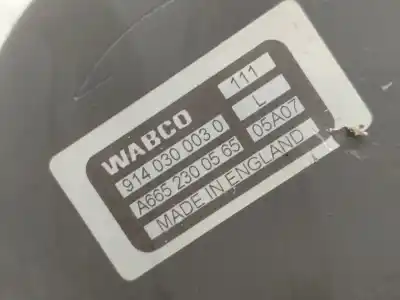 WABCO 111
914 030 003 0 L
A665 230 05 65 05A07
MADE IN ENGLAND